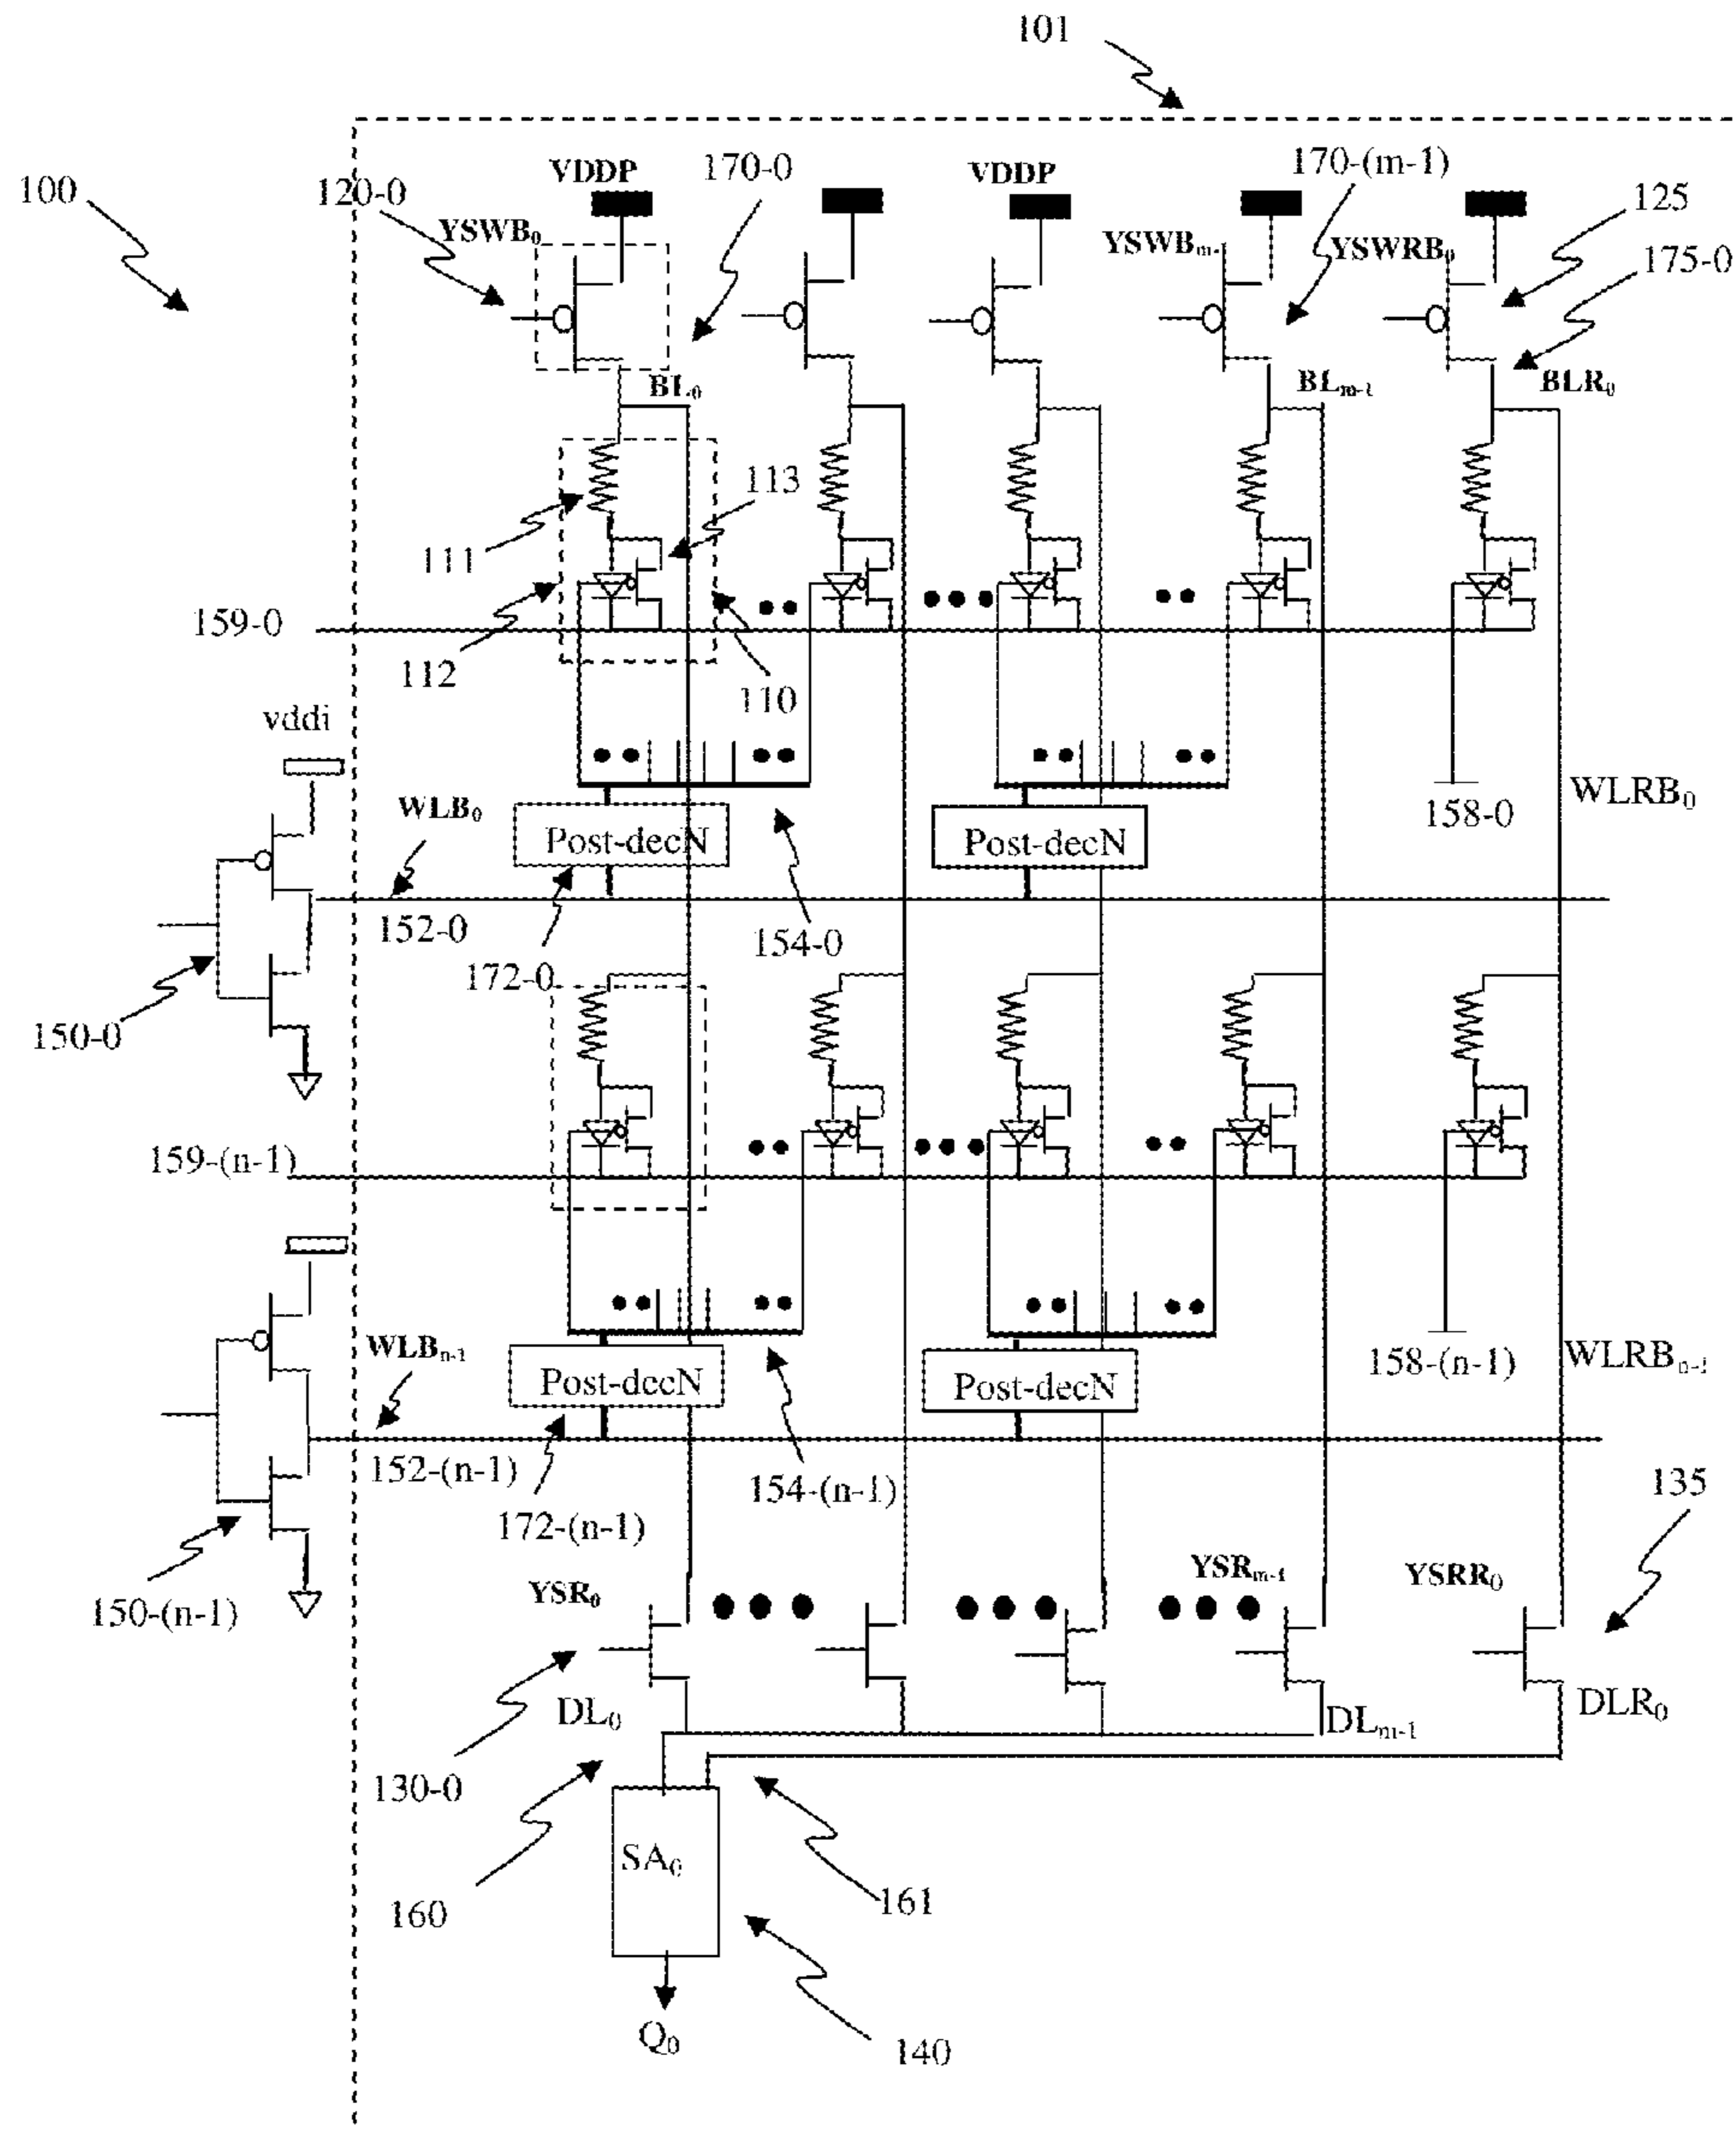 101
100
120-0
VDDP
170-0
VDDP
170-(m-1)
125
YSWB₀
YSWBₘ₋
YSWRB₀
175-0
BL₀
BLₘ₋₁
BLR₀
111
113
159-0
112
110
vddi
WLB₀
Post-decN
Post-decN
158-0
WLRB₀
152-0
172-0
154-0
150-0
159-(n-1)
WLBₙ₋₁
Post-decN
Post-decN
158-(n-1)
WLRBₙ₋₁
152-(n-1)
172-(n-1)
154-(n-1)
135
150-(n-1)
YSR₀
YSRₘ₋₁
YSRR₀
DL₀
DLₘ₋₁
DLR₀
130-0
160
SA₀
161
Q₀
140